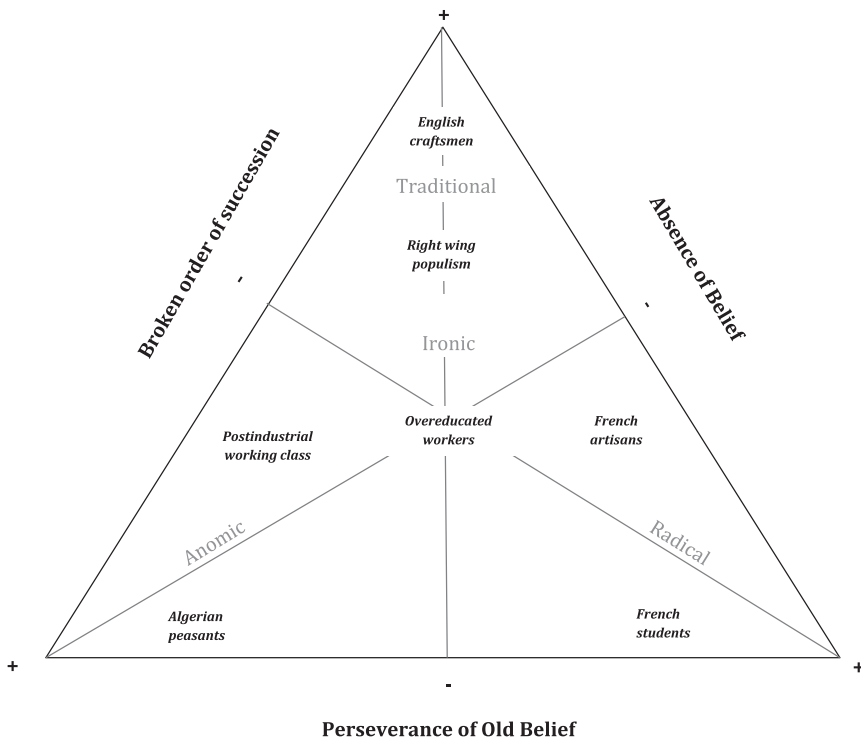 +
English
craftsmen
Traditional
Broken order of succession
Absence of Belief
Right wing
populism
-
-
Ironic
Overeducated
workers
French
artisans
Postindustrial
working class
Anomic
Radical
Algerian
peasants
French
students
+
+
-
Perseverance of Old Belief